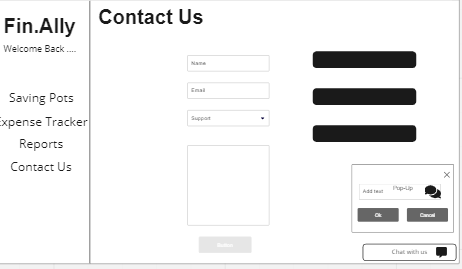 Fin.Ally
Welcome Back ....
Saving Pots
Expense Tracker
Reports
Contact Us
Contact Us
Name
Email
Support
Button
Add text
Pop-Up
Ok
Cancel
Chat with us